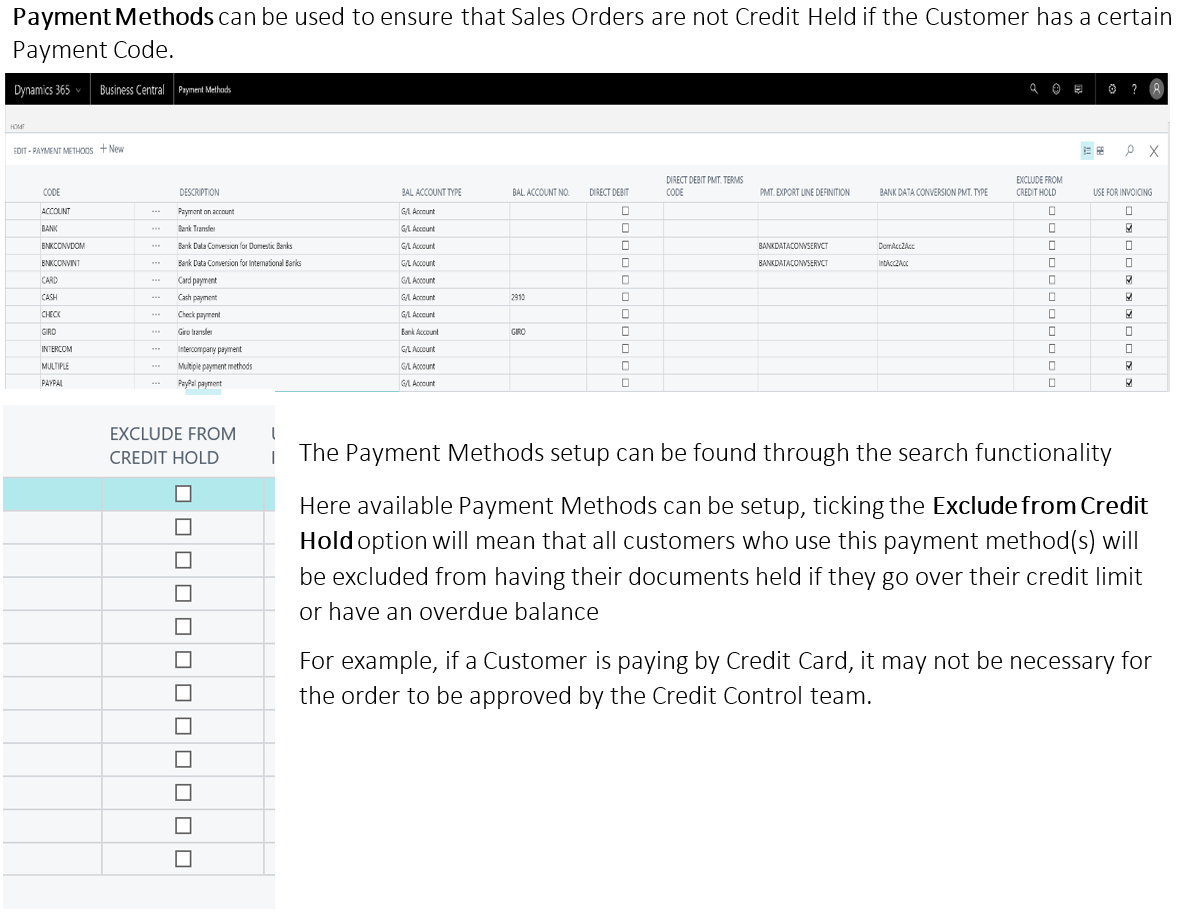 Payment Methods can be used to ensure that Sales Orders are not Credit Held if the Customer has a certain
Payment Code.
Dynamics 365 Business Central Payment Methods ?
HOME
EDIT - PAYMENT METHODS + New
CODE DESCRIPTION BAL. ACCOUNT TYPE BAL. ACCOUNT NO. DIRECT DEBIT DIRECT DEBIT PMT. TERMS CODE PMT. EXPORT LINE DEFINITION BANK DATA CONVERSION PMT. TYPE EXCLUDE FROM CREDIT HOLD USE FOR INVOICING
ACCOUNT ... Payment on account G/L Account
BANK ... Bank Transfer G/L Account
BNKCONVDOM ... Bank Data Conversion for Domestic Banks G/L Account BANKDATACONVSERVCT DomAcc2Acc
BNKCONVINT ... Bank Data Conversion for International Banks G/L Account BANKDATACONVSERVCT IntAcc2Acc
CARD ... Card payment G/L Account
CASH ... Cash payment G/L Account 2910
CHECK ... Check payment G/L Account
GIRO ... Giro transfer Bank Account GIRO
INTERCOM ... Intercompany payment G/L Account
MULTIPLE ... Multiple payment methods G/L Account
PAYPAL ... PayPal payment G/L Account
EXCLUDE FROM
CREDIT HOLD
The Payment Methods setup can be found through the search functionality
Here available Payment Methods can be setup, ticking the Exclude from Credit
Hold option will mean that all customers who use this payment method(s) will
be excluded from having their documents held if they go over their credit limit
or have an overdue balance
For example, if a Customer is paying by Credit Card, it may not be necessary for
the order to be approved by the Credit Control team.